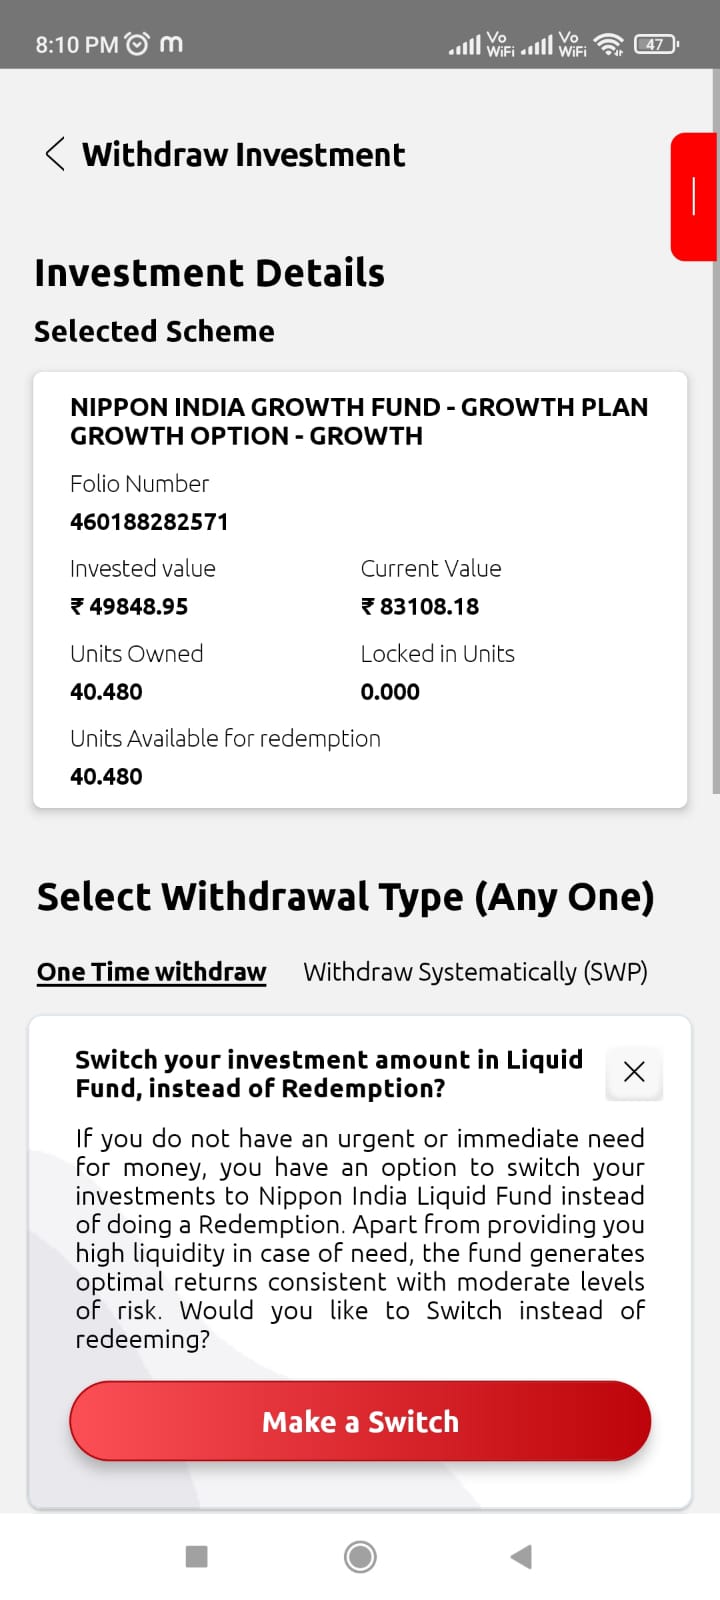 8:10 PM m Vo WiFi Vo WiFi 47
Withdraw Investment
Investment Details
Selected Scheme
NIPPON INDIA GROWTH FUND - GROWTH PLAN
GROWTH OPTION - GROWTH
Folio Number
460188282571
Invested value Current Value
₹ 49848.95 ₹ 83108.18
Units Owned Locked in Units
40.480 0.000
Units Available for redemption
40.480
Select Withdrawal Type (Any One)
One Time withdraw Withdraw Systematically (SWP)
Switch your investment amount in Liquid
Fund, instead of Redemption?
If you do not have an urgent or immediate need
for money, you have an option to switch your
investments to Nippon India Liquid Fund instead
of doing a Redemption. Apart from providing you
high liquidity in case of need, the fund generates
optimal returns consistent with moderate levels
of risk. Would you like to Switch instead of
redeeming?
Make a Switch